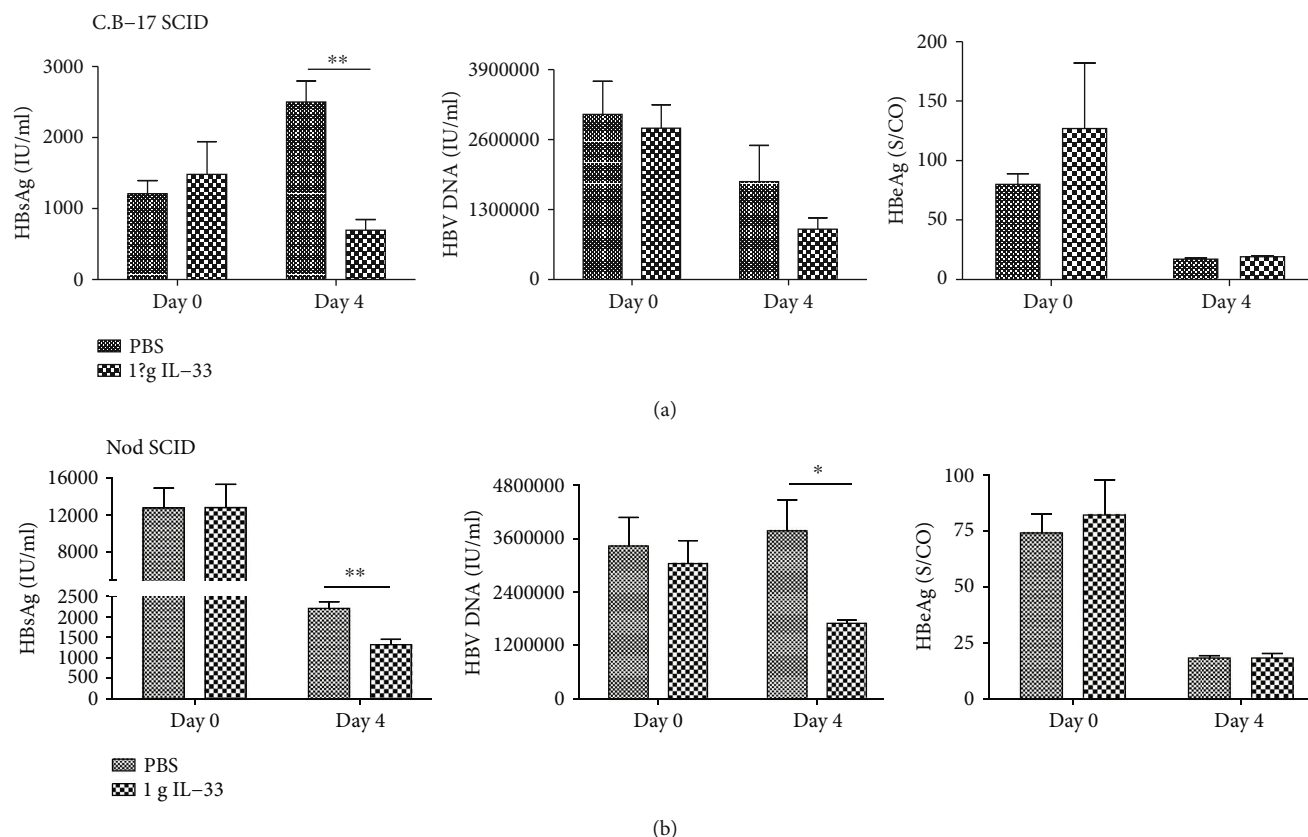 C.B−17 SCID
HBsAg (IU/ml)
3000
2000
1000
0
**
Day 0
Day 4
HBV DNA (IU/ml)
3900000
2600000
1300000
0
Day 0
Day 4
HBeAg (S/CO)
200
150
100
50
0
Day 0
Day 4
PBS
1?g IL−33
(a)
Nod SCID
HBsAg (IU/ml)
16000
12000
8000
2500
2000
1500
1000
500
0
**
Day 0
Day 4
HBV DNA (IU/ml)
4800000
3600000
2400000
1200000
0
*
Day 0
Day 4
HBeAg (S/CO)
100
75
50
25
0
Day 0
Day 4
PBS
1 g IL−33
(b)